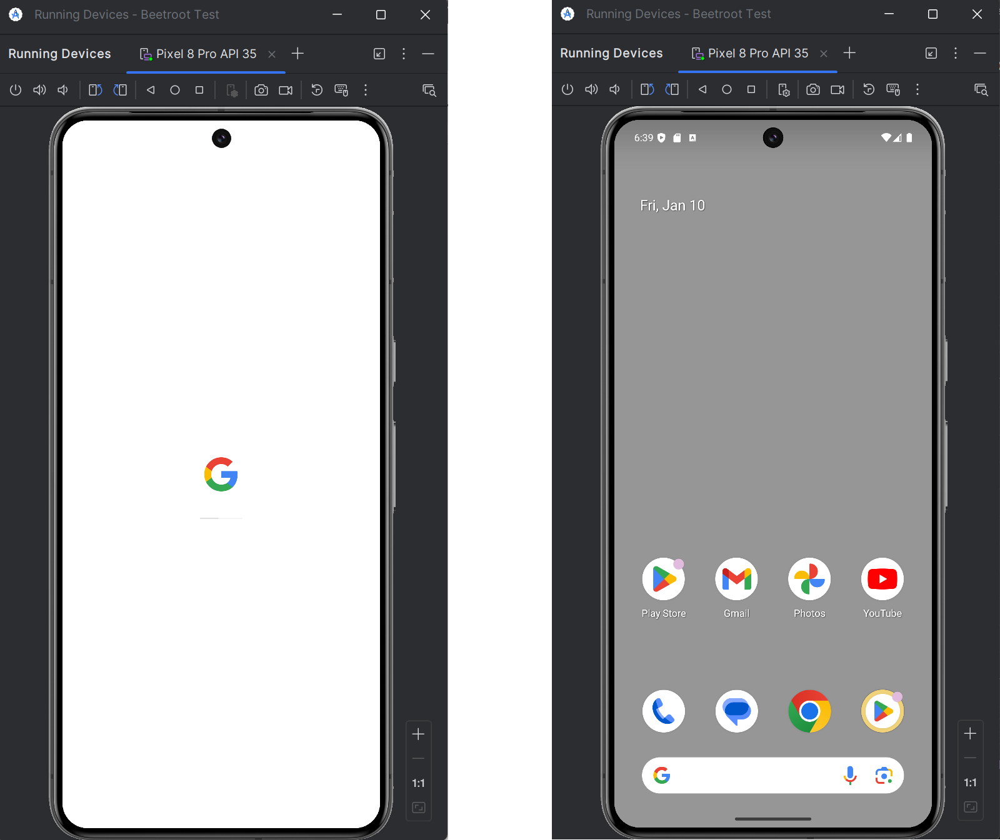 Running Devices - Beetroot Test
Running Devices
Pixel 8 Pro API 35
1:1
Running Devices - Beetroot Test
Running Devices
Pixel 8 Pro API 35
6:39
Fri, Jan 10
Play Store
Gmail
Photos
YouTube
1:1